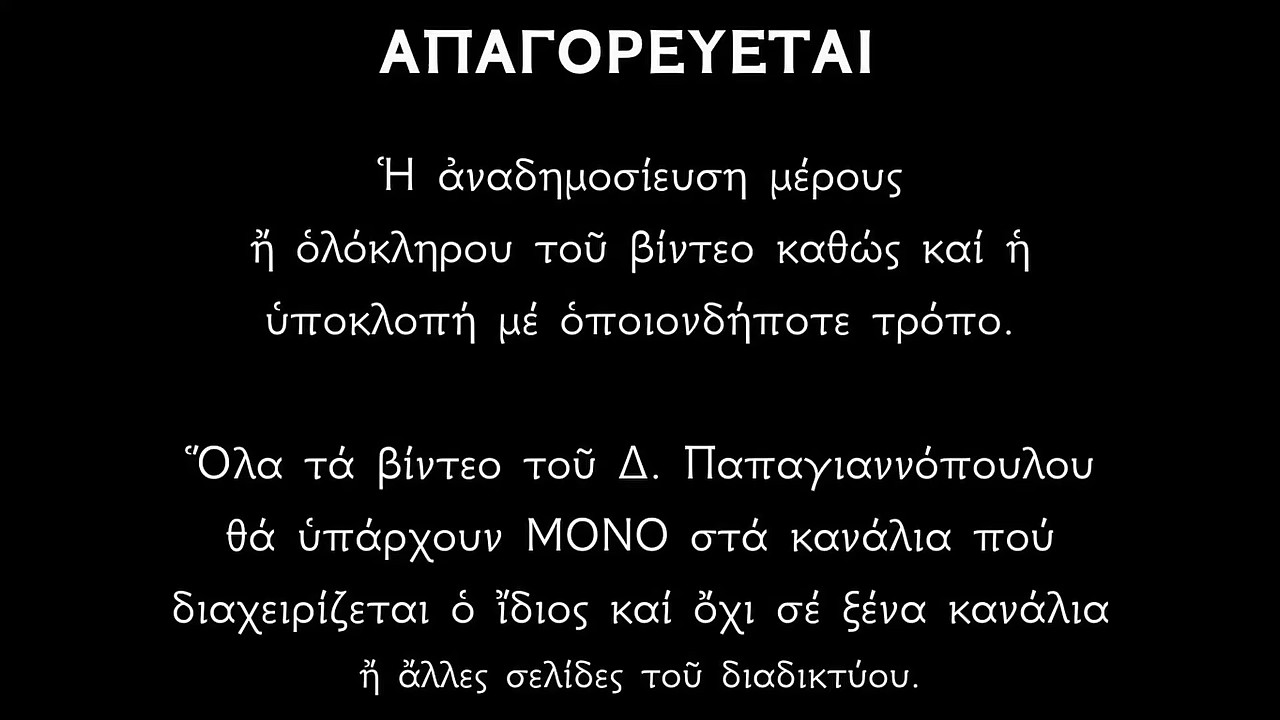 ΑΠΑΓΟΡΕΥΕΤΑΙ
Ἡ ἀναδημοσίευση μέρους
ἤ ὁλόκληρου τοῦ βίντεο καθώς καί ἡ
ὑποκλοπή μέ ὁποιονδήποτε τρόπο.
Ὅλα τά βίντεο τοῦ Δ. Παπαγιαννόπουλου
θά ὑπάρχουν ΜΟΝΟ στά κανάλια πού
διαχειρίζεται ὁ ἴδιος καί ὄχι σέ ξένα κανάλια
ἤ ἄλλες σελίδες τοῦ διαδικτύου.